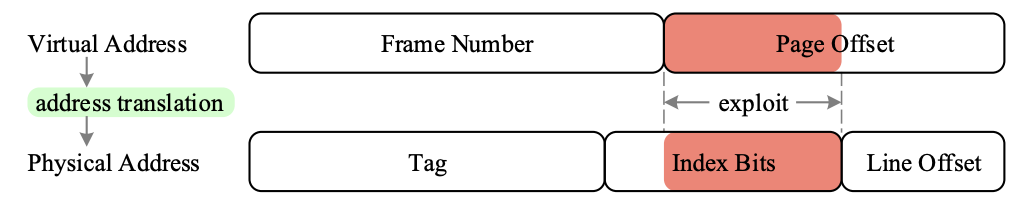 Virtual Address Frame Number Page Offset
address translation exploit
Physical Address Tag Index Bits Line Offset